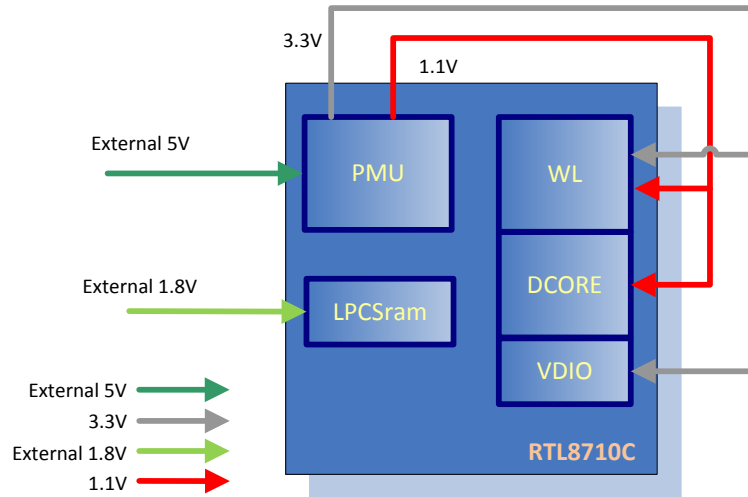 3.3V
1.1V
External 5V
PMU
WL
External 1.8V
LPCSram
DCORE
VDIO
External 5V
3.3V
External 1.8V
1.1V
RTL8710C